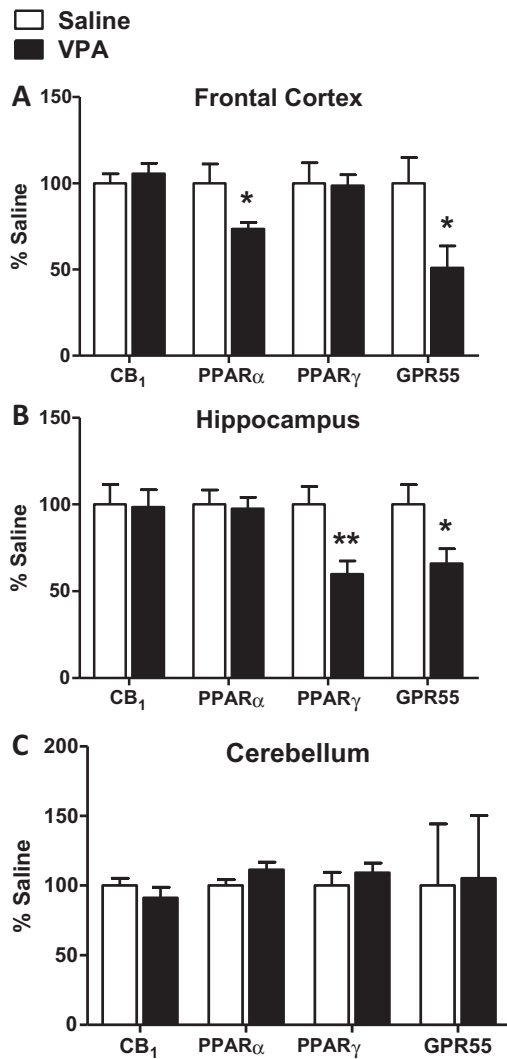 Saline
VPA
A
Frontal Cortex
% Saline
150
100
50
0
*
*
CB₁ PPARα PPARγ GPR55
B
Hippocampus
% Saline
150
100
50
0
**
*
CB₁ PPARα PPARγ GPR55
C
Cerebellum
% Saline
200
150
100
50
0
CB₁ PPARα PPARγ GPR55